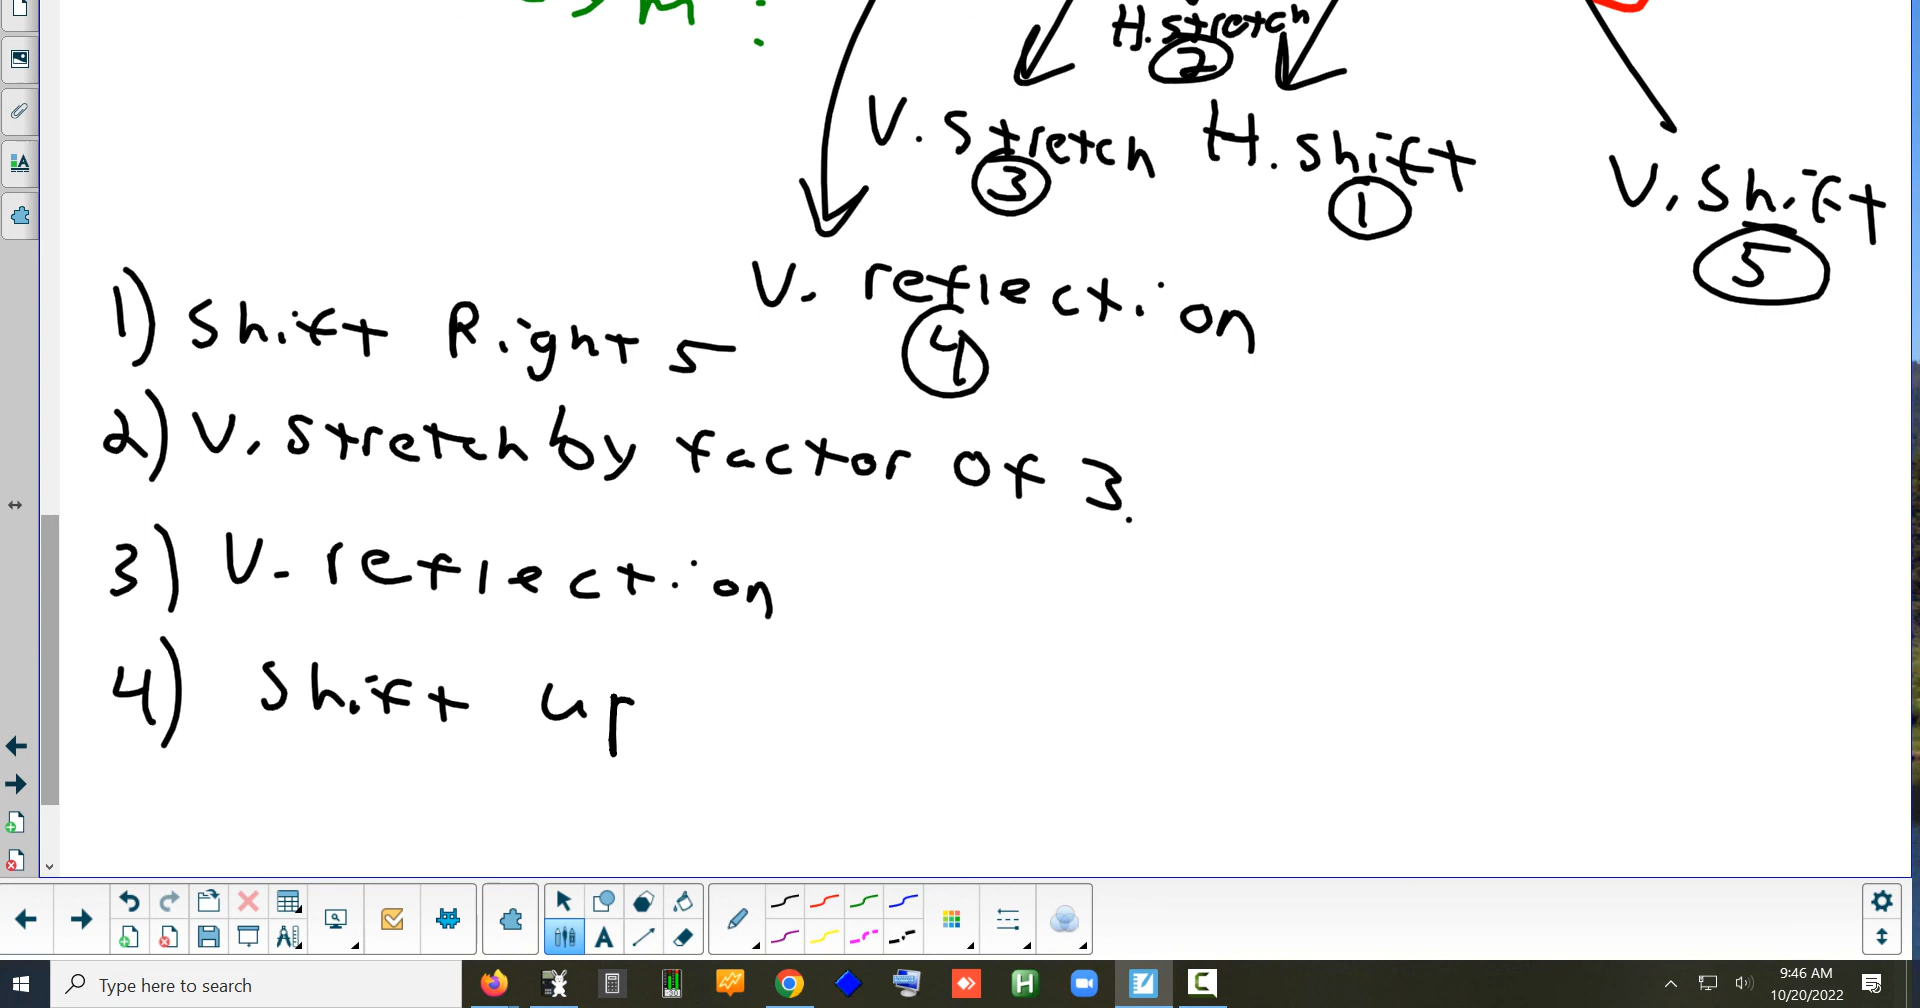 H. stretch
2
V. stretch H. shift
3
1
V. shift
5
V. reflection
4
1) Shift Right 5
2) V. stretch by factor of 3.
3) V. reflection
4) Shift up
Type here to search
9:46 AM
10/20/2022